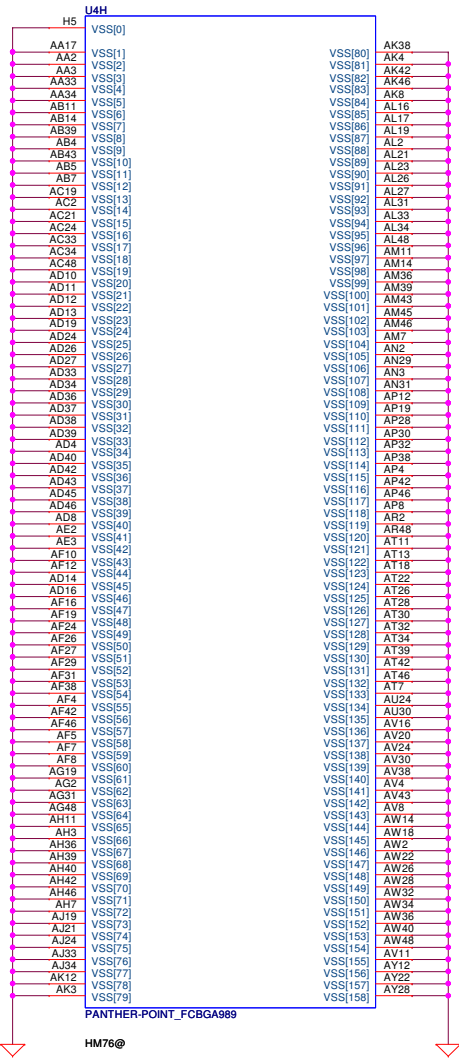 U4H
H5 VSS[0]
AA17 VSS[1] VSS[80] AK38
AA2 VSS[2] VSS[81] AK4
AA3 VSS[3] VSS[82] AK42
AA33 VSS[4] VSS[83] AK46
AA34 VSS[5] VSS[84] AK8
AB11 VSS[6] VSS[85] AL16
AB14 VSS[7] VSS[86] AL17
AB39 VSS[8] VSS[87] AL19
AB4 VSS[9] VSS[88] AL2
AB43 VSS[10] VSS[89] AL21
AB5 VSS[11] VSS[90] AL23
AB7 VSS[12] VSS[91] AL26
AC19 VSS[13] VSS[92] AL27
AC2 VSS[14] VSS[93] AL31
AC21 VSS[15] VSS[94] AL33
AC24 VSS[16] VSS[95] AL34
AC33 VSS[17] VSS[96] AL48
AC34 VSS[18] VSS[97] AM11
AC48 VSS[19] VSS[98] AM14
AD10 VSS[20] VSS[99] AM36
AD11 VSS[21] VSS[100] AM39
AD12 VSS[22] VSS[101] AM43
AD13 VSS[23] VSS[102] AM45
AD19 VSS[24] VSS[103] AM46
AD24 VSS[25] VSS[104] AM7
AD26 VSS[26] VSS[105] AN2
AD27 VSS[27] VSS[106] AN29
AD33 VSS[28] VSS[107] AN3
AD34 VSS[29] VSS[108] AN31
AD36 VSS[30] VSS[109] AP12
AD37 VSS[31] VSS[110] AP19
AD38 VSS[32] VSS[111] AP28
AD39 VSS[33] VSS[112] AP30
AD4 VSS[34] VSS[113] AP32
AD40 VSS[35] VSS[114] AP38
AD42 VSS[36] VSS[115] AP4
AD43 VSS[37] VSS[116] AP42
AD45 VSS[38] VSS[117] AP46
AD46 VSS[39] VSS[118] AP8
AD8 VSS[40] VSS[119] AR2
AE2 VSS[41] VSS[120] AR48
AE3 VSS[42] VSS[121] AT11
AF10 VSS[43] VSS[122] AT13
AF12 VSS[44] VSS[123] AT18
AD14 VSS[45] VSS[124] AT22
AD16 VSS[46] VSS[125] AT26
AF16 VSS[47] VSS[126] AT28
AF19 VSS[48] VSS[127] AT30
AF24 VSS[49] VSS[128] AT32
AF26 VSS[50] VSS[129] AT34
AF27 VSS[51] VSS[130] AT39
AF29 VSS[52] VSS[131] AT42
AF31 VSS[53] VSS[132] AT46
AF38 VSS[54] VSS[133] AT7
AF4 VSS[55] VSS[134] AU24
AF42 VSS[56] VSS[135] AU30
AF46 VSS[57] VSS[136] AV16
AF5 VSS[58] VSS[137] AV20
AF7 VSS[59] VSS[138] AV24
AF8 VSS[60] VSS[139] AV30
AG19 VSS[61] VSS[140] AV38
AG2 VSS[62] VSS[141] AV4
AG31 VSS[63] VSS[142] AV43
AG48 VSS[64] VSS[143] AV8
AH11 VSS[65] VSS[144] AW14
AH3 VSS[66] VSS[145] AW18
AH36 VSS[67] VSS[146] AW2
AH39 VSS[68] VSS[147] AW22
AH40 VSS[69] VSS[148] AW26
AH42 VSS[70] VSS[149] AW28
AH46 VSS[71] VSS[150] AW32
AH7 VSS[72] VSS[151] AW34
AJ19 VSS[73] VSS[152] AW36
AJ21 VSS[74] VSS[153] AW40
AJ24 VSS[75] VSS[154] AW48
AJ33 VSS[76] VSS[155] AV11
AJ34 VSS[77] VSS[156] AY12
AK12 VSS[78] VSS[157] AY22
AK3 VSS[79] VSS[158] AY28
PANTHER-POINT_FCBGA989
HM76@